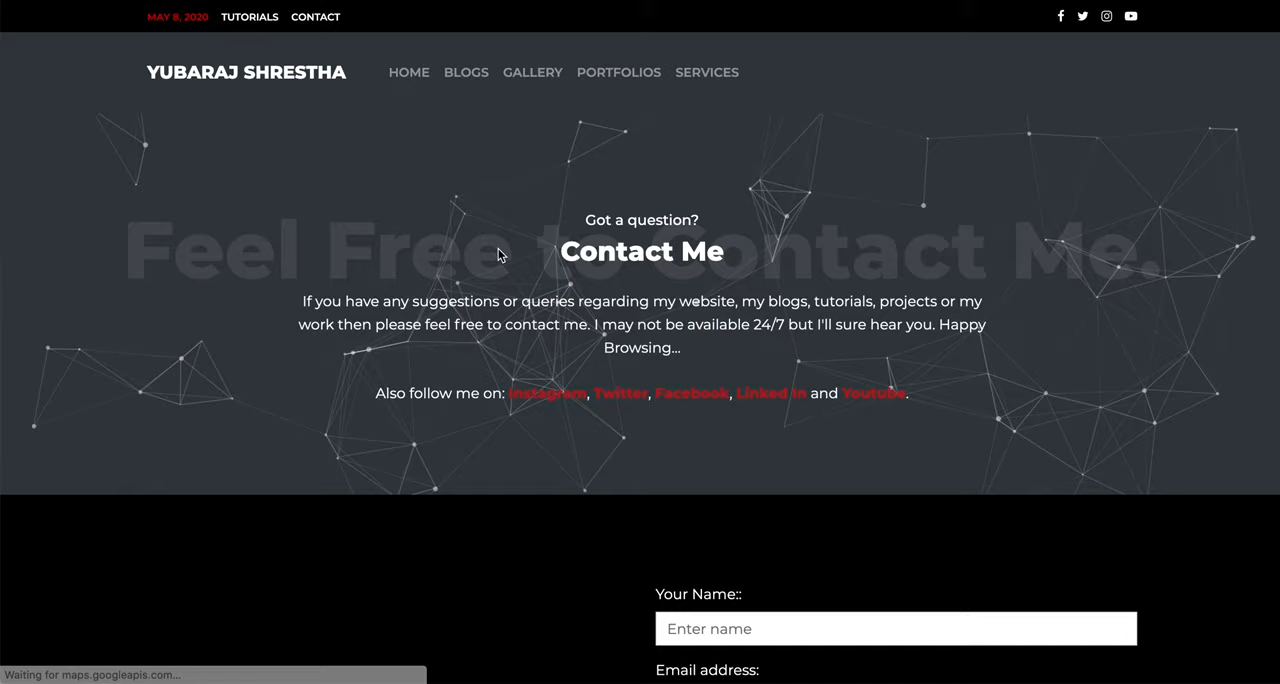 MAY 8, 2020 TUTORIALS CONTACT
YUBARAJ SHRESTHA HOME BLOGS GALLERY PORTFOLIOS SERVICES
Got a question?
Feel Free to Contact Me.
Contact Me
If you have any suggestions or queries regarding my website, my blogs, tutorials, projects or my
work then please feel free to contact me. I may not be available 24/7 but I'll sure hear you. Happy
Browsing...
Also follow me on: Instagram, Twitter, Facebook, Linked In and Youtube.
Your Name::
Enter name
Email address:
Waiting for maps.googleapis.com...